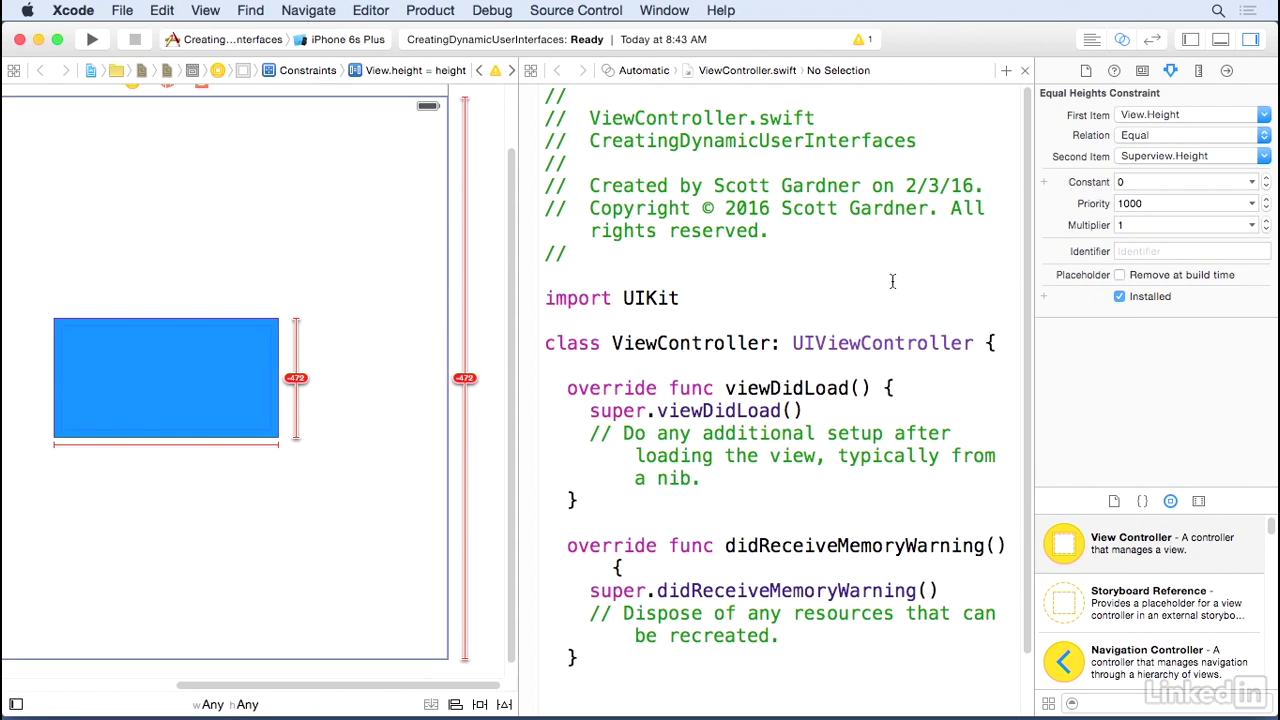 Xcode File Edit View Find Navigate Editor Product Debug Source Control Window Help
Creating...nterfaces iPhone 6s Plus CreatingDynamicUserInterfaces: Ready Today at 8:43 AM 1
Constraints View.height = height Automatic ViewController.swift No Selection
//
// ViewController.swift
// CreatingDynamicUserInterfaces
//
// Created by Scott Gardner on 2/3/16.
// Copyright © 2016 Scott Gardner. All
rights reserved.
//
import UIKit
class ViewController: UIViewController {
override func viewDidLoad() {
super.viewDidLoad()
// Do any additional setup after
loading the view, typically from
a nib.
}
override func didReceiveMemoryWarning()
{
super.didReceiveMemoryWarning()
// Dispose of any resources that can
be recreated.
}
-472
-472
wAny hAny
Equal Heights Constraint
First Item View.Height
Relation Equal
Second Item Superview.Height
Constant 0
Priority 1000
Multiplier 1
Identifier Identifier
Placeholder Remove at build time
Installed
View Controller - A controller
that manages a view.
Storyboard Reference -
Provides a placeholder for a view
controller in an external storybo...
Navigation Controller - A
controller that manages navigation
through a hierarchy of views.
LinkedIn